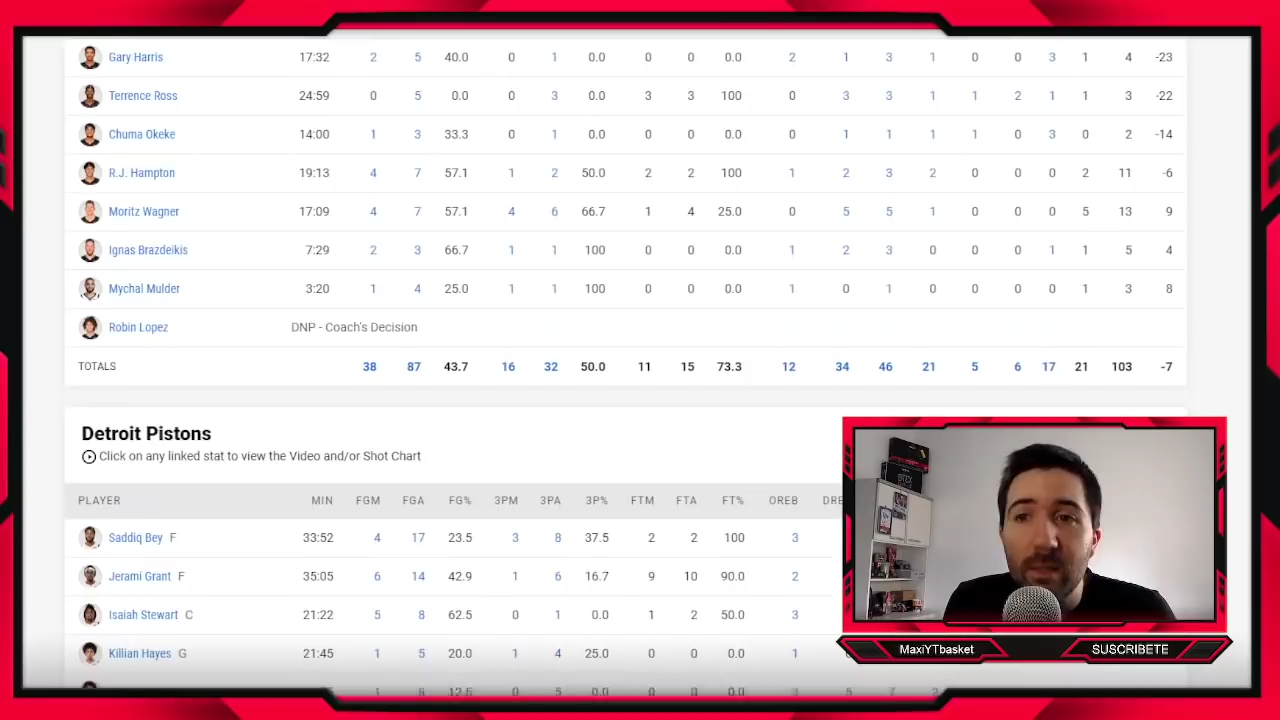 Gary Harris 17:32 2 5 40.0 0 1 0.0 0 0 0.0 2 1 3 1 0 0 3 1 4 -23
Terrence Ross 24:59 0 5 0.0 0 3 0.0 3 3 100 0 3 3 1 1 2 1 1 3 -22
Chuma Okeke 14:00 1 3 33.3 0 1 0.0 0 0 0.0 0 1 1 1 1 0 3 0 2 -14
R.J. Hampton 19:13 4 7 57.1 1 2 50.0 2 2 100 1 2 3 2 0 0 0 2 11 -6
Moritz Wagner 17:09 4 7 57.1 4 6 66.7 1 4 25.0 0 5 5 1 0 0 0 5 13 9
Ignas Brazdeikis 7:29 2 3 66.7 1 1 100 0 0 0.0 1 2 3 0 0 0 1 1 5 4
Mychal Mulder 3:20 1 4 25.0 1 1 100 0 0 0.0 1 0 1 0 0 0 0 1 3 8
Robin Lopez DNP - Coach's Decision
TOTALS 38 87 43.7 16 32 50.0 11 15 73.3 12 34 46 21 5 6 17 21 103 -7
Detroit Pistons
Click on any linked stat to view the Video and/or Shot Chart
PLAYER MIN FGM FGA FG% 3PM 3PA 3P% FTM FTA FT% OREB
Saddiq Bey F 33:52 4 17 23.5 3 8 37.5 2 2 100 3
Jerami Grant F 35:05 6 14 42.9 1 6 16.7 9 10 90.0 2
Isaiah Stewart C 21:22 5 8 62.5 0 1 0.0 1 2 50.0 3
Killian Hayes G 21:45 1 5 20.0 1 4 25.0 0 0 0.0 1
1 8 12.5 0 5 0.0 0 0 0.0
MaxiYTbasket
SUSCRIBETE